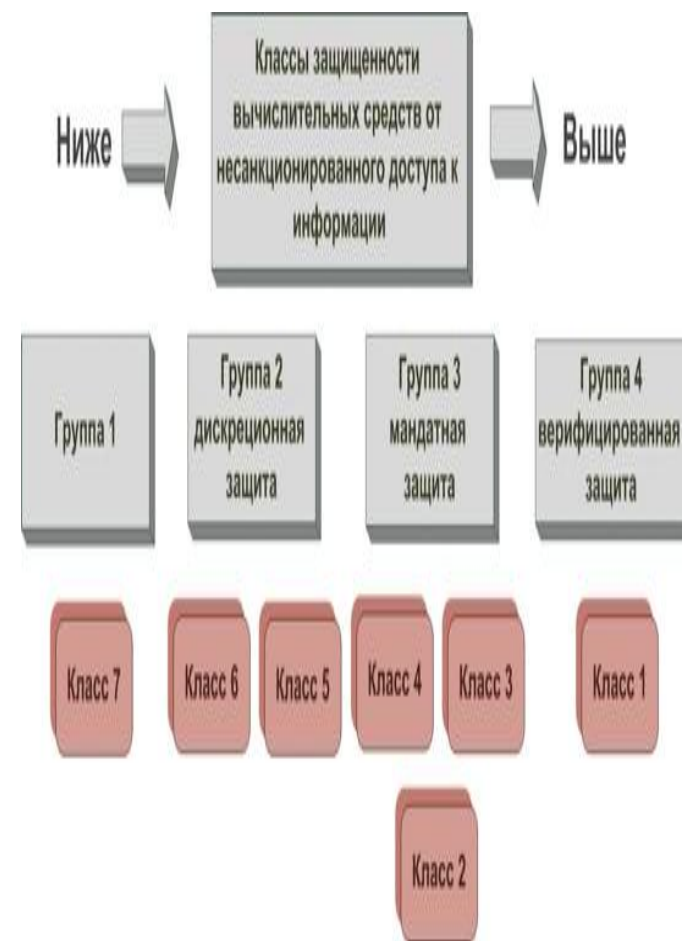 Классы защищенности
вычислительных средств от
несанкционированного доступа к
информации
Ниже
Выше
Группа 1
Группа 2
дискреционная
защита
Группа 3
мандатная
защита
Группа 4
верифицированная
защита
Класс 7
Класс 6
Класс 5
Класс 4
Класс 3
Класс 1
Класс 2